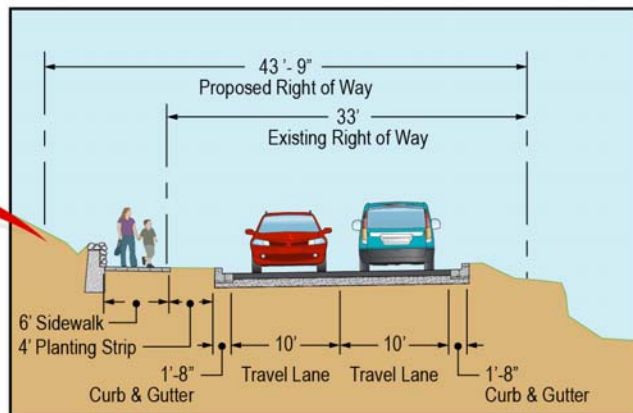 43 '- 9"
Proposed Right of Way
33'
Existing Right of Way
6' Sidewalk
4' Planting Strip
1'-8"
Curb & Gutter
10'
Travel Lane
10'
Travel Lane
1'-8"
Curb & Gutter